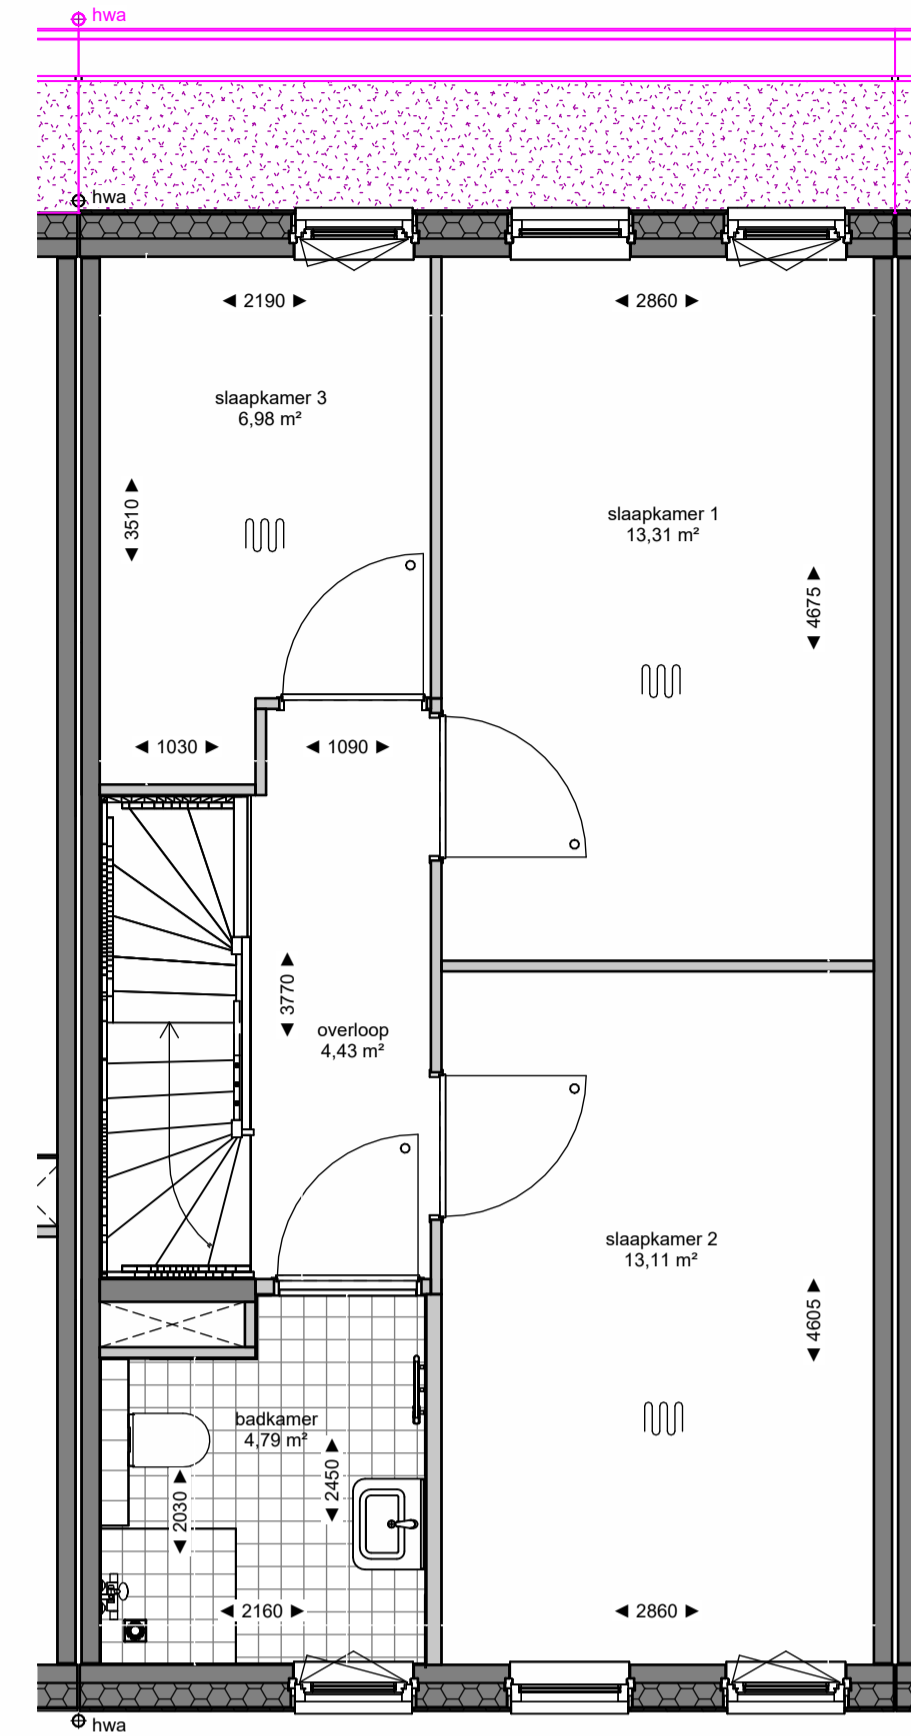 hwa
hwa
2190
2860
slaapkamer 3
6,98 m²
3510
slaapkamer 1
13,31 m²
4675
1030
1090
3770
overloop
4,43 m²
slaapkamer 2
13,11 m²
4605
badkamer
4,79 m²
2450
2030
2160
2860
hwa